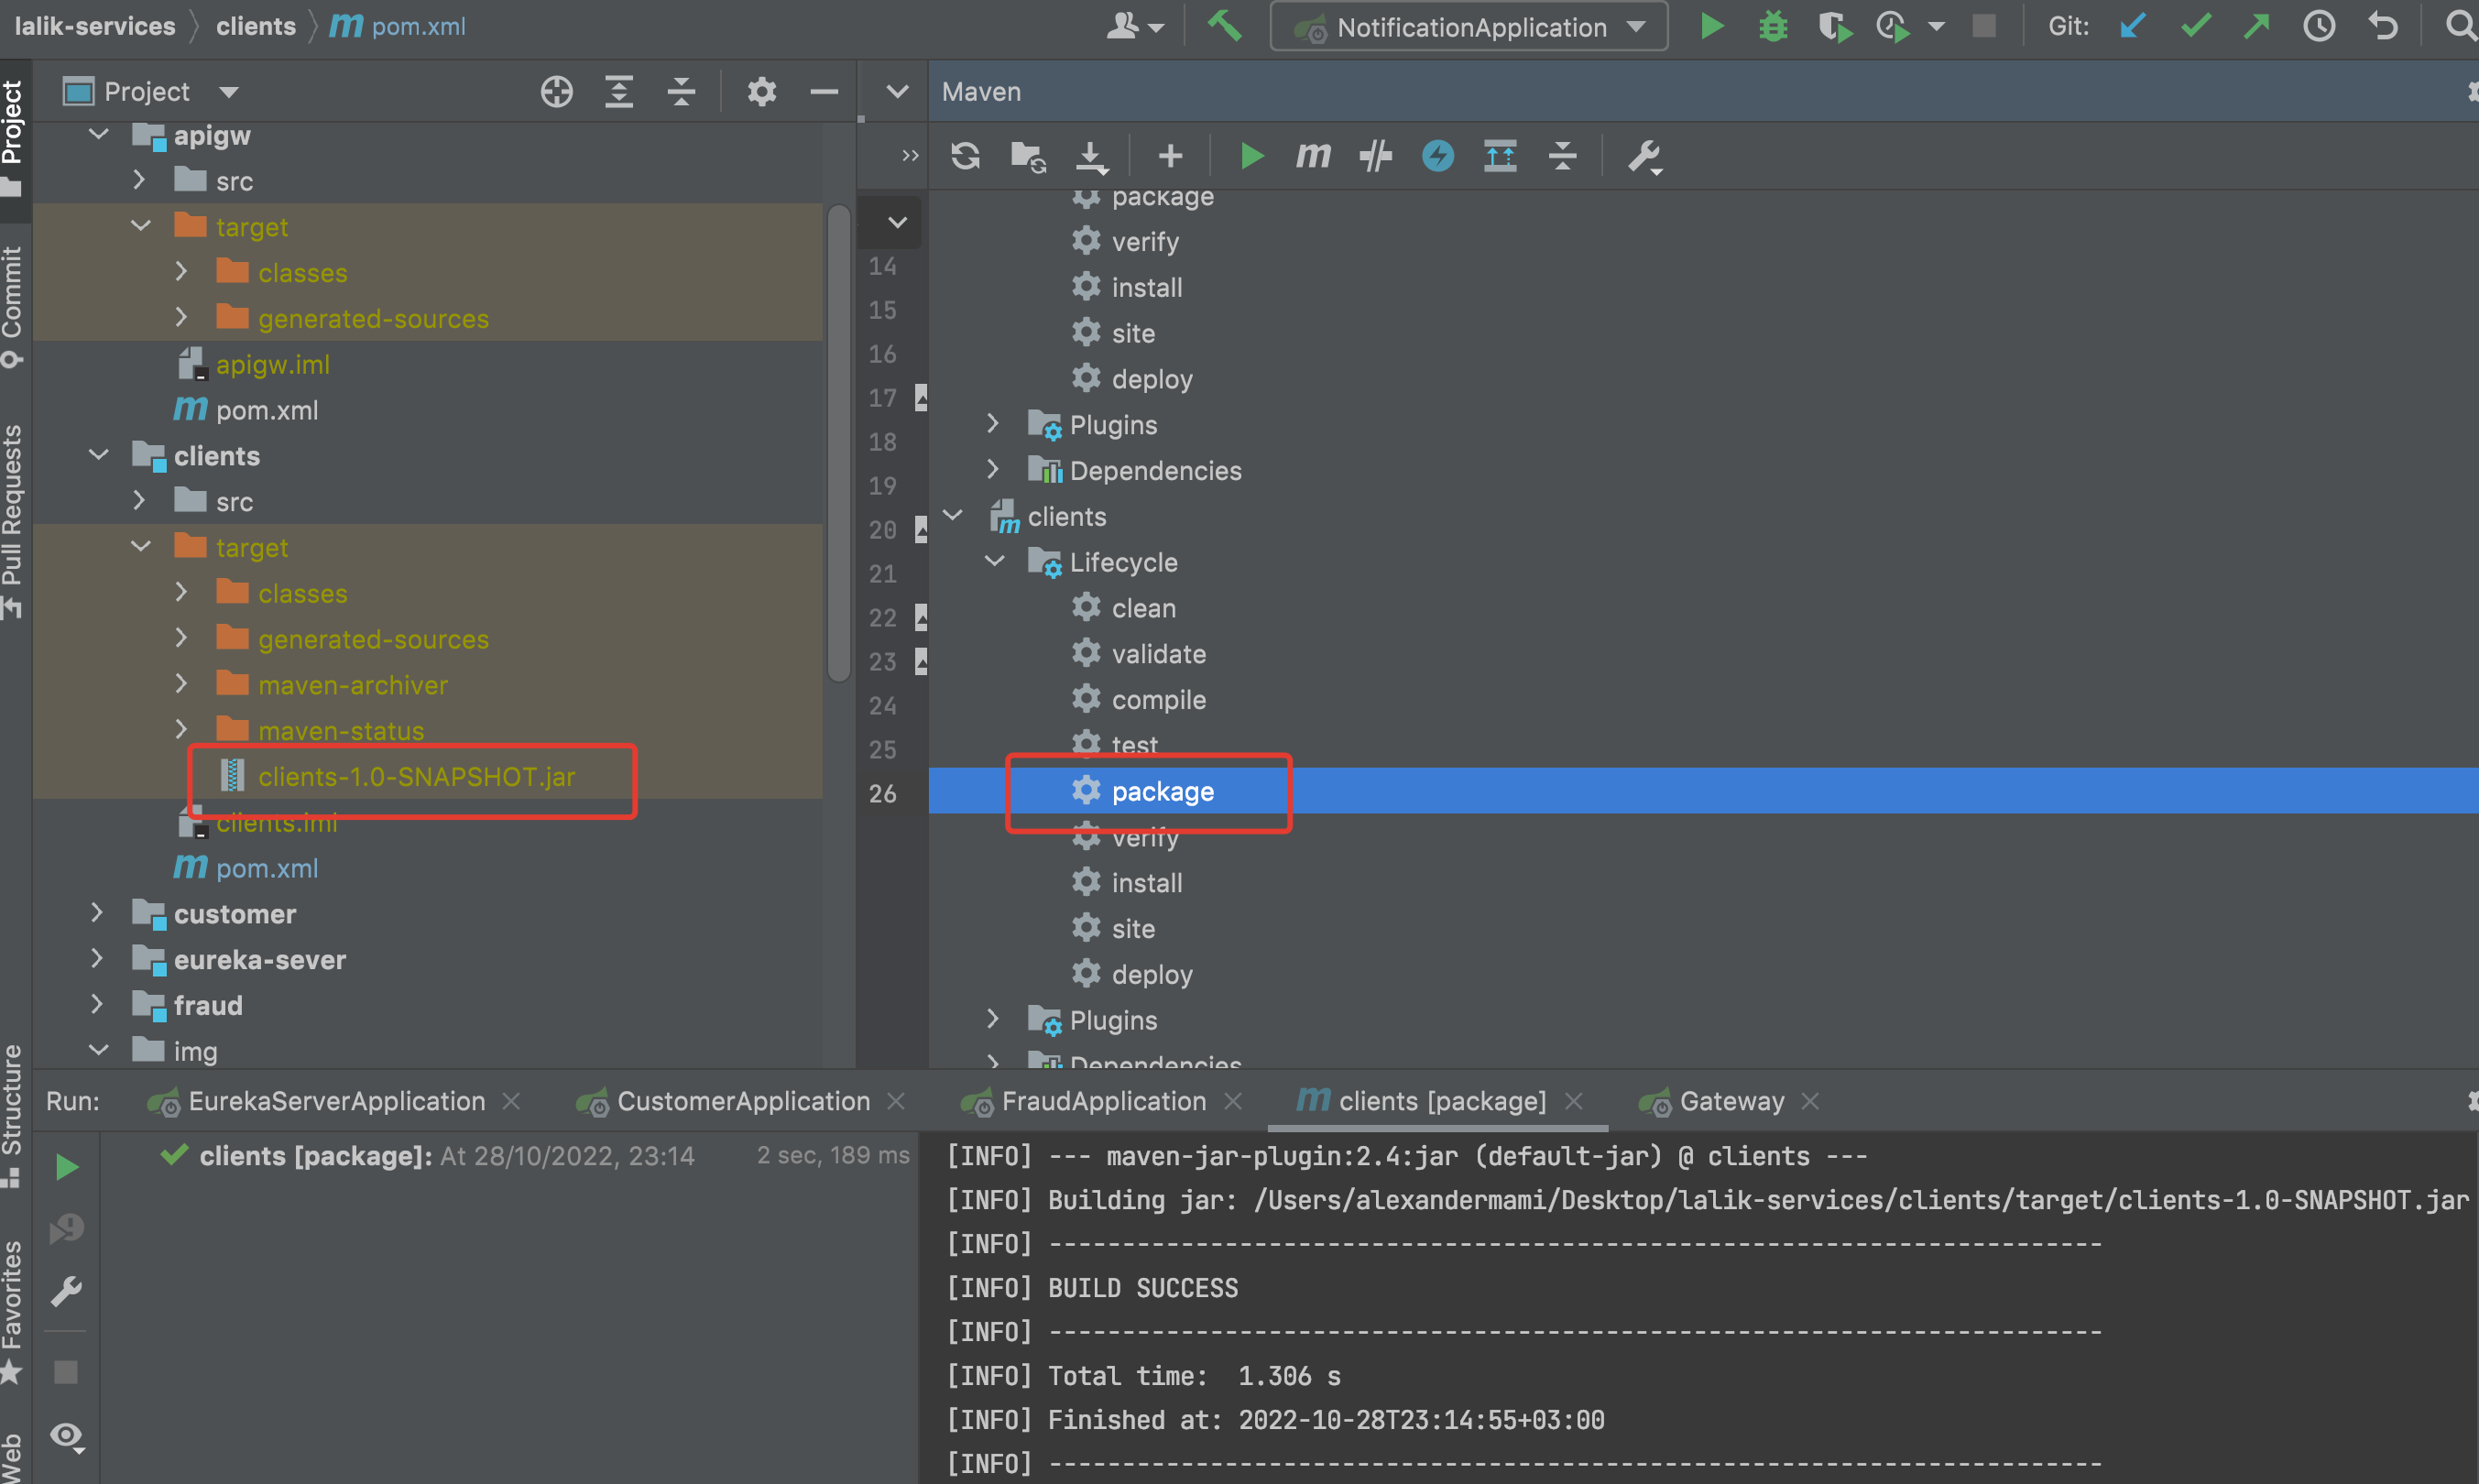 lalik-services clients pom.xml
NotificationApplication
Git:
Project
Commit
Pull Requests
Structure
Favorites
Web
Project
apigw
src
target
classes
generated-sources
apigw.iml
pom.xml
clients
src
target
classes
generated-sources
maven-archiver
maven-status
clients-1.0-SNAPSHOT.jar
clients.iml
pom.xml
customer
eureka-sever
fraud
img
14
15
16
17
18
19
20
21
22
23
24
25
26
Maven
package
verify
install
site
deploy
Plugins
Dependencies
clients
Lifecycle
clean
validate
compile
test
package
verify
install
site
deploy
Plugins
Dependencies
Run: EurekaServerApplication CustomerApplication FraudApplication clients [package] Gateway
clients [package]: At 28/10/2022, 23:14 2 sec, 189 ms
[INFO] --- maven-jar-plugin:2.4:jar (default-jar) @ clients ---
[INFO] Building jar: /Users/alexandermami/Desktop/lalik-services/clients/target/clients-1.0-SNAPSHOT.jar
[INFO] ------------------------------------------------------------------------
[INFO] BUILD SUCCESS
[INFO] ------------------------------------------------------------------------
[INFO] Total time:  1.306 s
[INFO] Finished at: 2022-10-28T23:14:55+03:00
[INFO] ------------------------------------------------------------------------